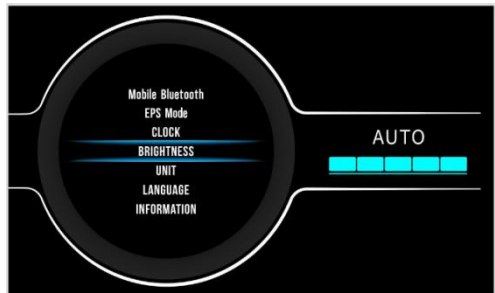 Mobile Bluetooth
EPS Mode
CLOCK
BRIGHTNESS
UNIT
LANGUAGE
INFORMATION
AUTO